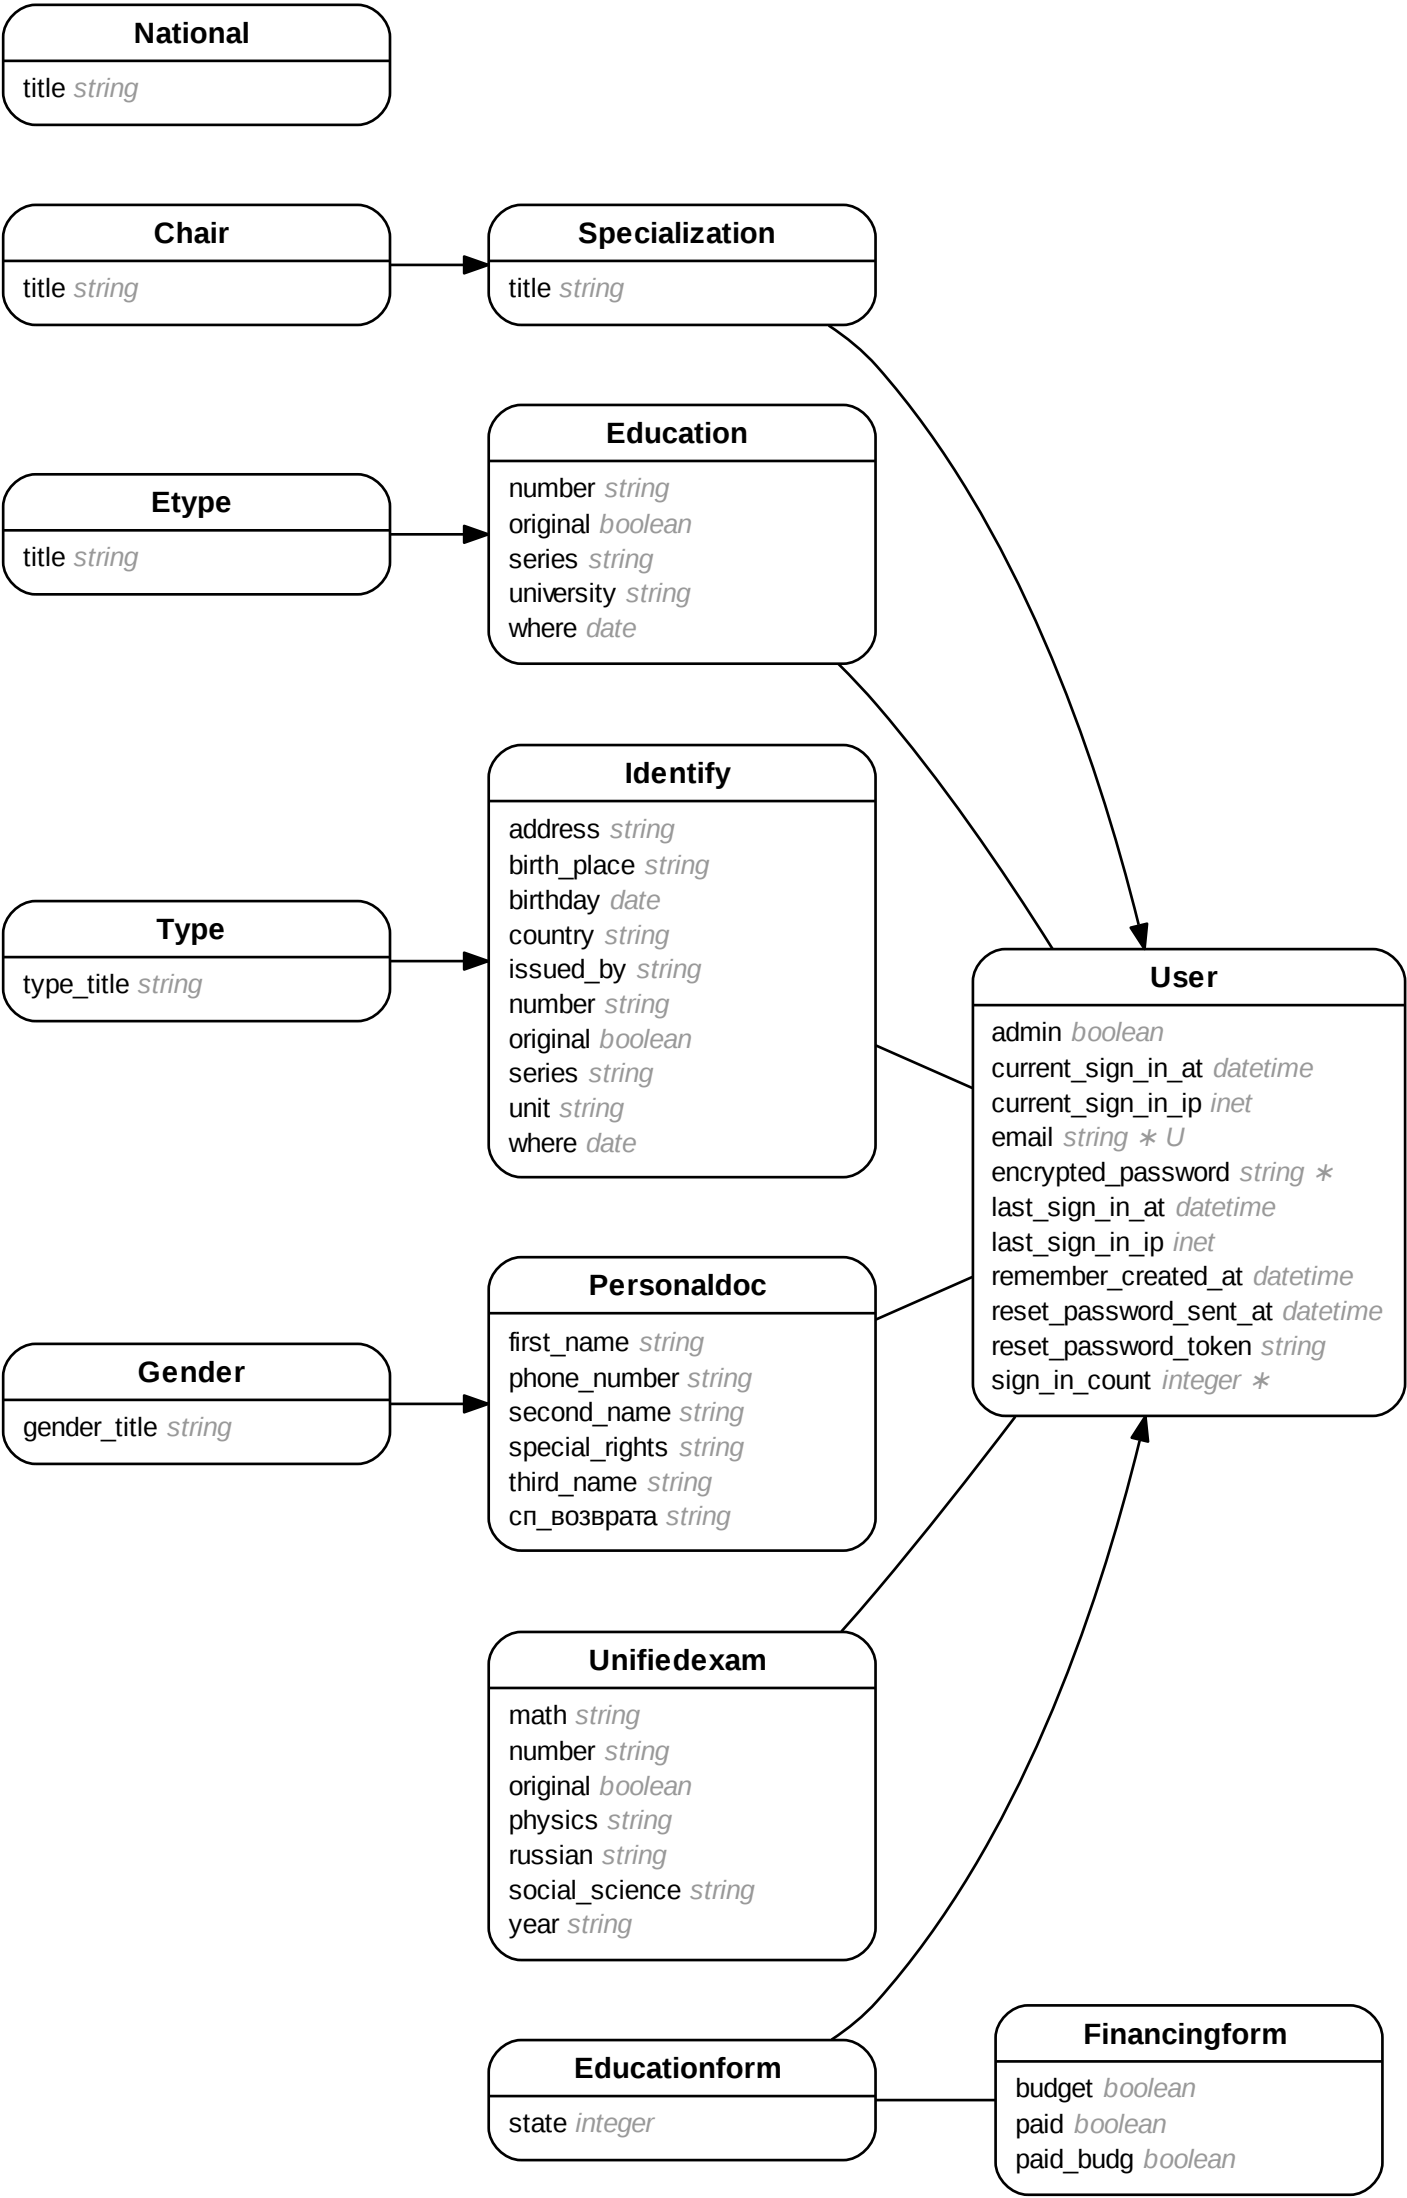 National
title string
Chair
title string
Specialization
title string
Education
number string
original boolean
series string
university string
where date
Etype
title string
Identify
address string
birth_place string
birthday date
country string
issued_by string
number string
original boolean
series string
unit string
where date
Type
type_title string
User
admin boolean
current_sign_in_at datetime
current_sign_in_ip inet
email string ∗ U
encrypted_password string ∗
last_sign_in_at datetime
last_sign_in_ip inet
remember_created_at datetime
reset_password_sent_at datetime
reset_password_token string
sign_in_count integer ∗
Personaldoc
first_name string
phone_number string
second_name string
special_rights string
third_name string
сп_возврата string
Gender
gender_title string
Unifiedexam
math string
number string
original boolean
physics string
russian string
social_science string
year string
Educationform
state integer
Financingform
budget boolean
paid boolean
paid_budg boolean